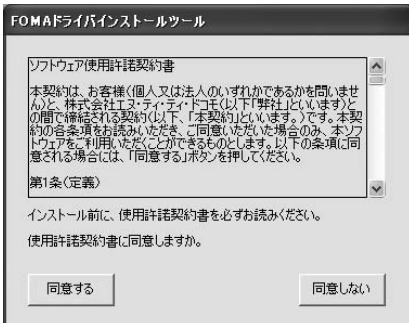 FOMAドライバインストールツール
ソフトウェア使用許諾契約書
本契約は、お客様(個人又は法人のいずれかであるかを問いませ
ん)と、株式会社エヌ・ティ・ティ・ドコモ(以下「弊社」といいます)と
の間で締結される契約(以下、「本契約」といいます。)です。本契
約の各条項をお読みいただき、ご同意いただいた場合のみ、本ソフ
トウェアをご利用いただくことができるものとします。以下の条項に同
意される場合には、「同意する」ボタンを押してください。
第1条(定義)
インストール前に、使用許諾契約書を必ずお読みください。
使用許諾契約書に同意しますか。
同意する
同意しない